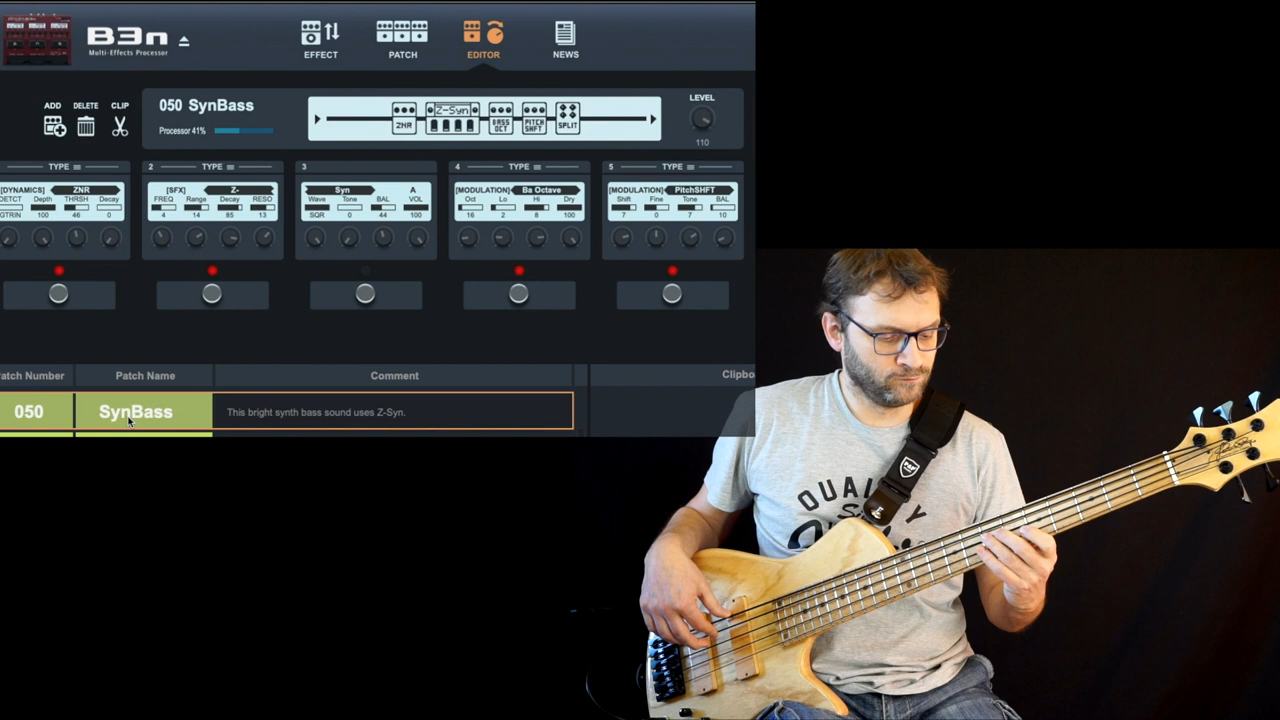 B3n
Multi-Effects Processor
EFFECT
PATCH
EDITOR
NEWS
ADD
DELETE
CLIP
050 SynBass
Processor 41%
ZNR
Z-Syn
BASS
OCT
PITCH
SHFT
SPLIT
LEVEL
110
TYPE
2
TYPE
3
4
TYPE
5
TYPE
[DYNAMICS]
ZNR
DETCT
Depth
THRSH
Decay
GTRIN
100
46
0
[SFX]
Z-
FREQ
Range
Decay
RESO
4
14
85
13
Syn
A
Wave
Tone
BAL
VOL
SQR
0
44
100
[MODULATION]
Ba Octave
Oct
Lo
Hi
Dry
16
2
8
100
[MODULATION]
PitchSHFT
Shift
Fine
Tone
BAL
7
0
7
10
atch Number
Patch Name
Comment
Clipbo
050
SynBass
This bright synth bass sound uses Z-Syn.
QUALITY